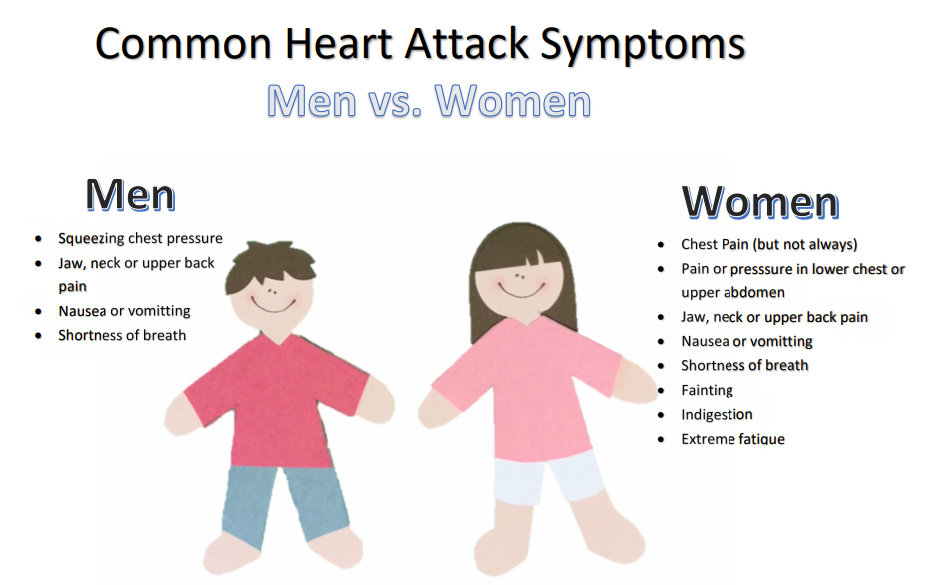 Common Heart Attack Symptoms
Men vs. Women
Men
• Squeezing chest pressure
• Jaw, neck or upper back
pain
• Nausea or vomitting
• Shortness of breath
Women
• Chest Pain (but not always)
• Pain or presssure in lower chest or
upper abdomen
• Jaw, neck or upper back pain
• Nausea or vomitting
• Shortness of breath
• Fainting
• Indigestion
• Extreme fatique